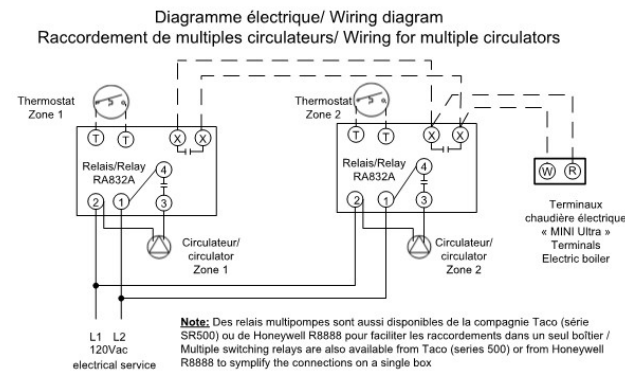 Diagramme électrique/ Wiring diagram
Raccordement de multiples circulateurs/ Wiring for multiple circulators
Thermostat
Zone 1
Thermostat
Zone 2
T T X X
T T X X
Relais/Relay
RA832A
4
Relais/Relay
RA832A
4
W R
2 1 3
2 1 3
Terminaux
chaudière électrique
« MINI Ultra »
Terminals
Electric boiler
Circulateur/
circulator
Zone 1
Circulateur/
circulator
Zone 2
L1 L2
120Vac
electrical service
Note: Des relais multipompes sont aussi disponibles de la compagnie Taco (série
SR500) ou de Honeywell R8888 pour faciliter les raccordements dans un seul boîtier /
Multiple switching relays are also available from Taco (series 500) or from Honeywell
R8888 to symplify the connections on a single box